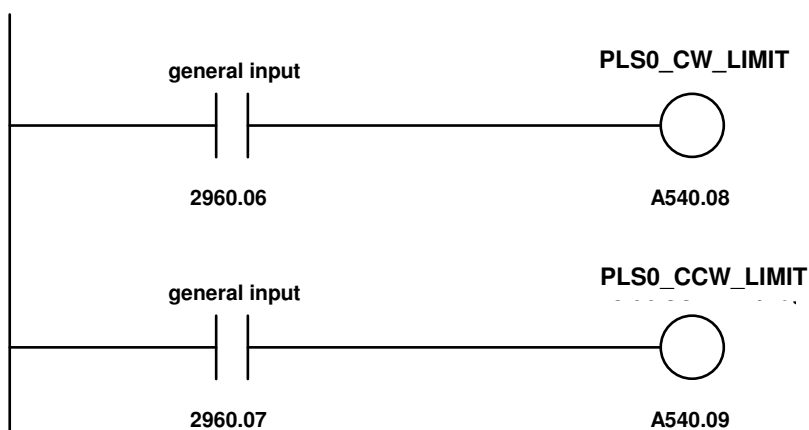 general input
PLS0_CW_LIMIT
2960.06
A540.08
general input
PLS0_CCW_LIMIT
2960.07
A540.09